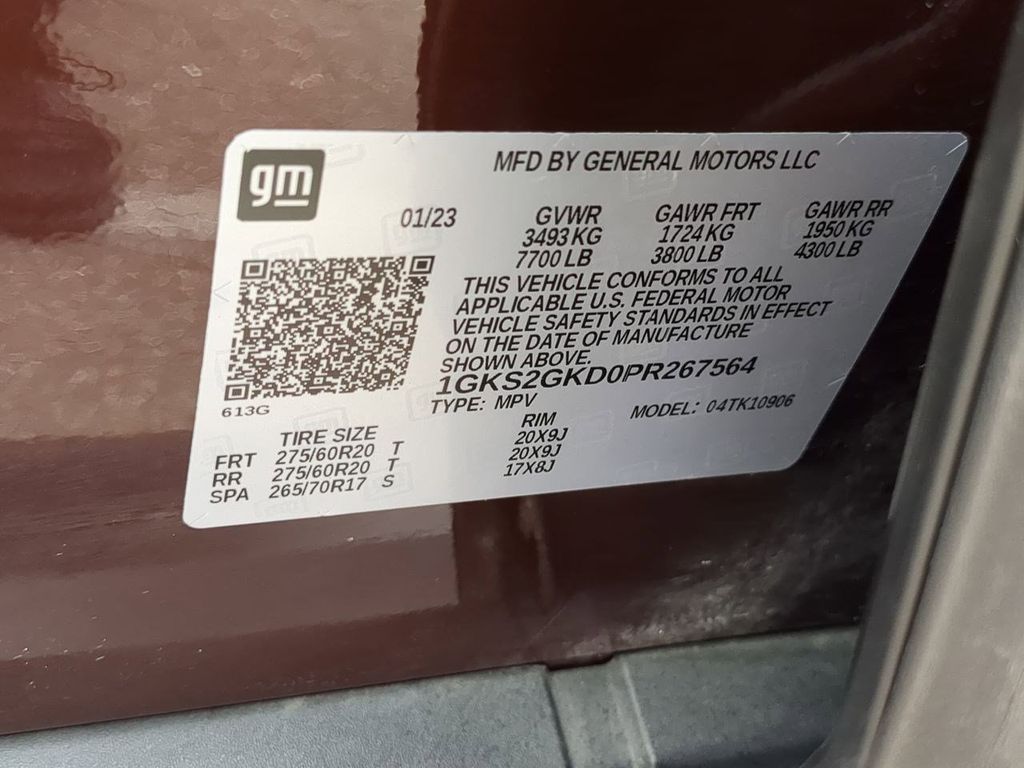 gm
MFD BY GENERAL MOTORS LLC
01/23 GVWR GAWR FRT GAWR RR
3493 KG 1724 KG 1950 KG
7700 LB 3800 LB 4300 LB
THIS VEHICLE CONFORMS TO ALL
APPLICABLE U.S. FEDERAL MOTOR
VEHICLE SAFETY STANDARDS IN EFFECT
ON THE DATE OF MANUFACTURE
SHOWN ABOVE.
1GKS2GKD0PR267564
TYPE: MPV MODEL: 04TK10906
613G
TIRE SIZE RIM
FRT 275/60R20 T 20X9J
RR 275/60R20 T 20X9J
SPA 265/70R17 S 17X8J